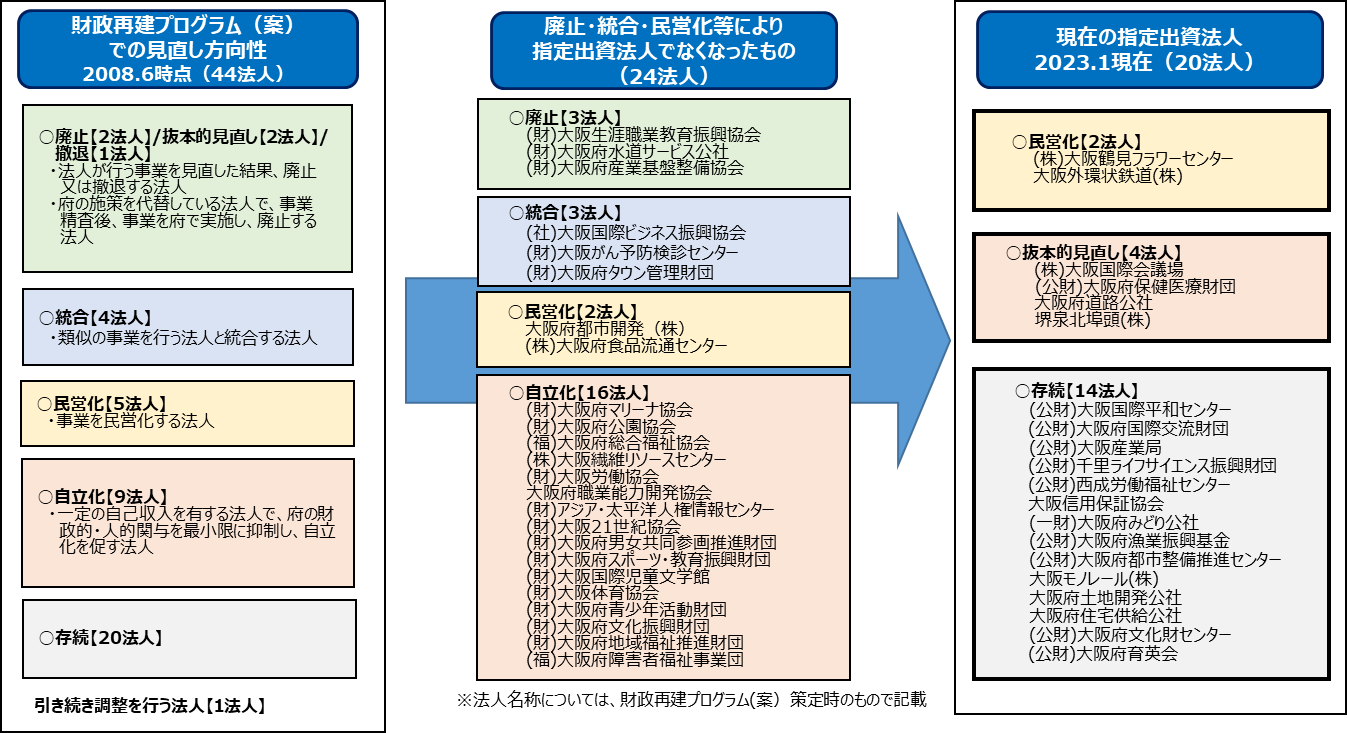 財政再建プログラム（案）
での見直し方向性
2008.6時点（44法人）
○廃止【2法人】/抜本的見直し【2法人】/
撤退【1法人】
・法人が行う事業を見直した結果、廃止
又は撤退する法人
・府の施策を代替している法人で、事業
精査後、事業を府で実施し、廃止する
法人
○統合【4法人】
・類似の事業を行う法人と統合する法人
○民営化【5法人】
・事業を民営化する法人
○自立化【9法人】
・一定の自己収入を有する法人で、府の財
政的・人的関与を最小限に抑制し、自立
化を促す法人
○存続【20法人】
引き続き調整を行う法人【1法人】
廃止・統合・民営化等により
指定出資法人でなくなったもの
（24法人）
○廃止【3法人】
(財)大阪生涯職業教育振興協会
(財)大阪府水道サービス公社
(財)大阪府産業基盤整備協会
○統合【3法人】
(社)大阪国際ビジネス振興協会
(財)大阪がん予防検診センター
(財)大阪府タウン管理財団
○民営化【2法人】
大阪府都市開発（株）
(株)大阪府食品流通センター
○自立化【16法人】
(財)大阪府マリーナ協会
(財)大阪府公園協会
(福)大阪府総合福祉協会
(株)大阪繊維リソースセンター
(財)大阪労働協会
大阪府職業能力開発協会
(財)アジア・太平洋人権情報センター
(財)大阪21世紀協会
(財)大阪府男女共同参画推進財団
(財)大阪府スポーツ・教育振興財団
(財)大阪国際児童文学館
(財)大阪体育協会
(財)大阪府青少年活動財団
(財)大阪府文化振興財団
(財)大阪府地域福祉推進財団
(福)大阪府障害者福祉事業団
※法人名称については、財政再建プログラム(案）策定時のもので記載
現在の指定出資法人
2023.1現在（20法人）
○民営化【2法人】
(株)大阪鶴見フラワーセンター
大阪外環状鉄道(株)
○抜本的見直し【4法人】
(株)大阪国際会議場
(公財)大阪府保健医療財団
大阪府道路公社
堺泉北埠頭(株)
○存続【14法人】
(公財)大阪国際平和センター
(公財)大阪府国際交流財団
(公財)大阪産業局
(公財)千里ライフサイエンス振興財団
(公財)西成労働福祉センター
大阪信用保証協会
(一財)大阪府みどり公社
(公財)大阪府漁業振興基金
(公財)大阪府都市整備推進センター
大阪モノレール(株)
大阪府土地開発公社
大阪府住宅供給公社
(公財)大阪府文化財センター
(公財)大阪府育英会